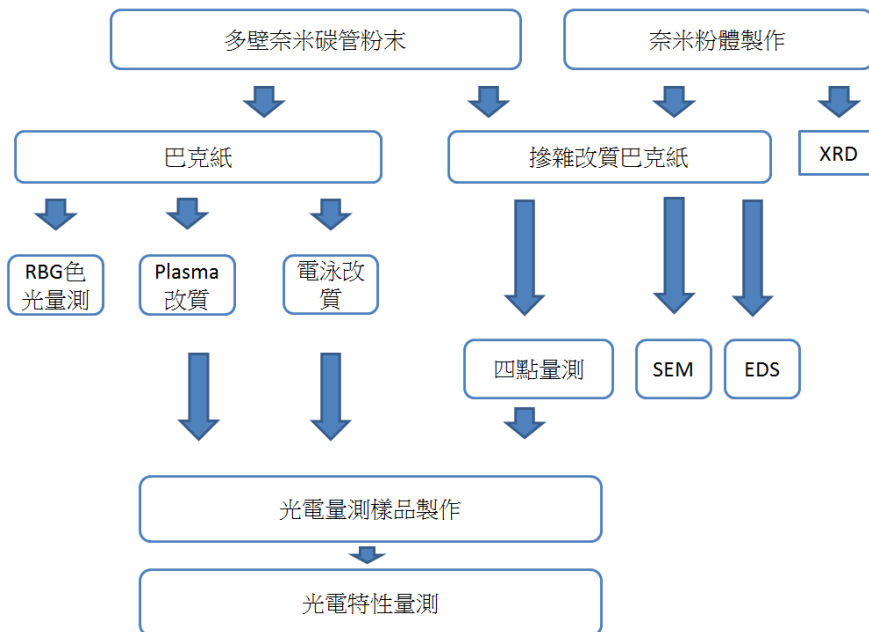 多壁奈米碳管粉末
奈米粉體製作
巴克紙
摻雜改質巴克紙
XRD
RBG色
光量測
Plasma
改質
電泳改
質
四點量測
SEM
EDS
光電量測樣品製作
光電特性量測